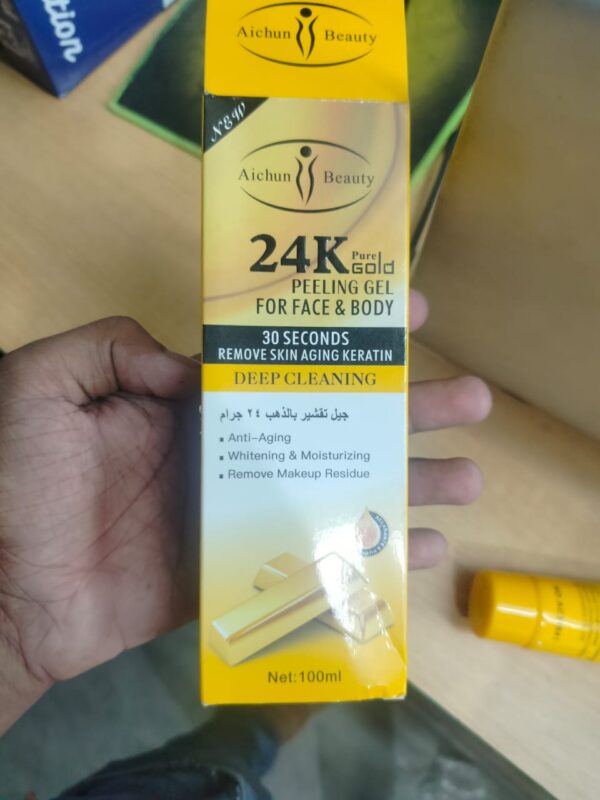 ution
Aichun Beauty
NEW
Aichun Beauty
24K Pure Gold
PEELING GEL
FOR FACE & BODY
30 SECONDS
REMOVE SKIN AGING KERATIN
DEEP CLEANING
جيل تقشير بالذهب ٢٤ جرام
Anti-Aging
Whitening & Moisturizing
Remove Makeup Residue
Net:100ml